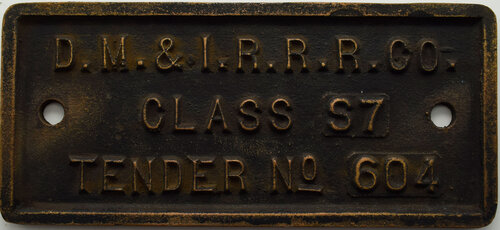 D.M.&I.R.R.R.CO.
CLASS S7
TENDER No 604